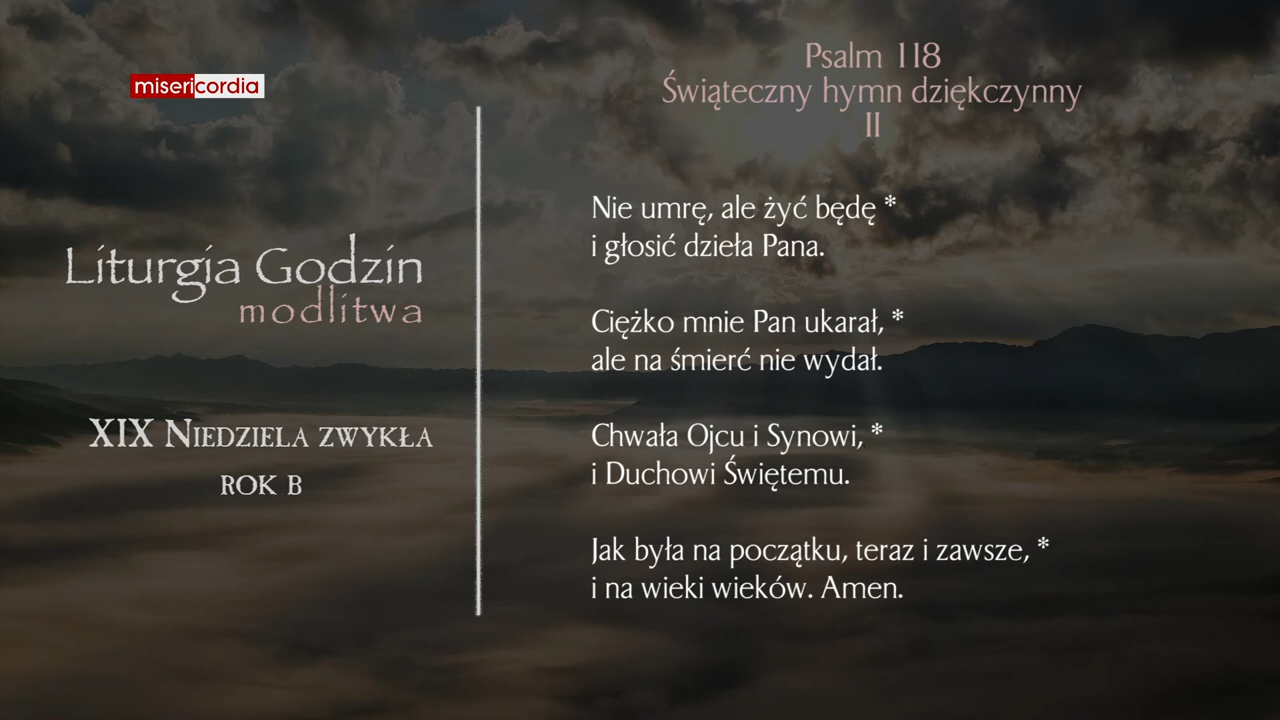 misericordia
Liturgia Godzin
modlitwa
XIX Niedziela zwykła
rok B
Psalm 118
Świąteczny hymn dziękczynny
II
Nie umrę, ale żyć będę *
i głosić dzieła Pana.
Ciężko mnie Pan ukarał, *
ale na śmierć nie wydał.
Chwała Ojcu i Synowi, *
i Duchowi Świętemu.
Jak była na początku, teraz i zawsze, *
i na wieki wieków. Amen.